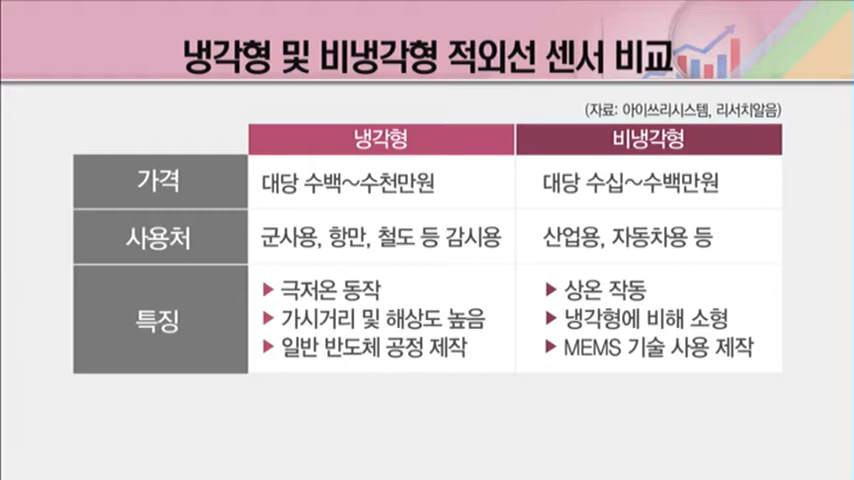 냉각형 및 비냉각형 적외선 센서 비교
(자료: 아이쓰리시스템, 리서치알음)
냉각형 비냉각형
가격 대당 수백~수천만원 대당 수십~수백만원
사용처 군사용, 항만, 철도 등 감시용 산업용, 자동차용 등
특징
▶ 극저온 동작 ▶ 상온 작동
▶ 가시거리 및 해상도 높음 ▶ 냉각형에 비해 소형
▶ 일반 반도체 공정 제작 ▶ MEMS 기술 사용 제작